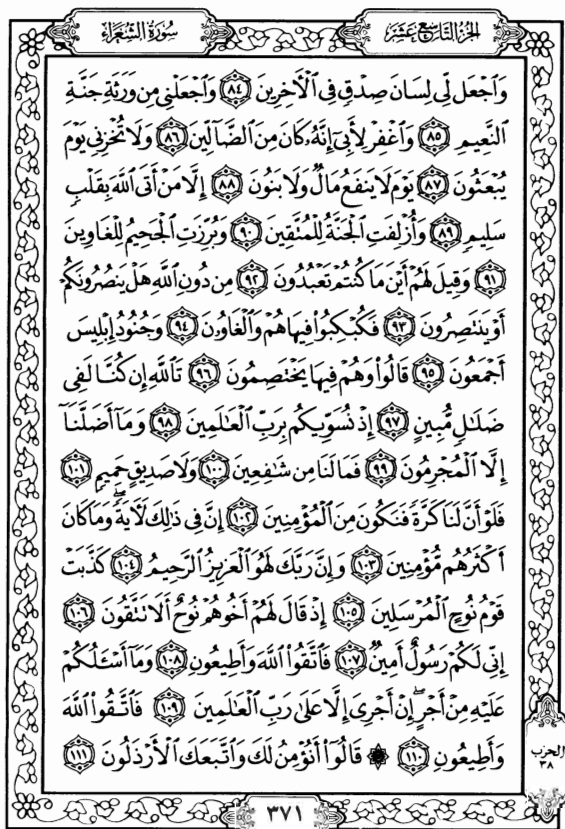 الجزء التاسع عشر
سورة الشعراء
وَٱجْعَل لِّى لِسَانَ صِدْقٍ فِى ٱلْأَخِرِينَ ٨٤ وَٱجْعَلْنِى مِن وَرَثَةِ جَنَّةِ
ٱلنَّعِيمِ ٨٥ وَٱغْفِرْ لِأَبِىٓ إِنَّهُۥ كَانَ مِنَ ٱلضَّآلِّينَ ٨٦ وَلَا تُخْزِنِى يَوْمَ
يُبْعَثُونَ ٨٧ يَوْمَ لَا يَنفَعُ مَالٌ وَلَا بَنُونَ ٨٨ إِلَّا مَنْ أَتَى ٱللَّهَ بِقَلْبٍ
سَلِيمٍ ٨٩ وَأُزْلِفَتِ ٱلْجَنَّةُ لِلْمُتَّقِينَ ٩٠ وَبُرِّزَتِ ٱلْجَحِيمُ لِلْغَاوِينَ
٩١ وَقِيلَ لَهُمْ أَيْنَ مَا كُنتُمْ تَعْبُدُونَ ٩٢ مِن دُونِ ٱللَّهِ هَلْ يَنصُرُونَكُمْ
أَوْ يَنتَصِرُونَ ٩٣ فَكُبْكِبُوا۟ فِيهَا هُمْ وَٱلْغَاوُۥنَ ٩٤ وَجُنُودُ إِبْلِيسَ
أَجْمَعُونَ ٩٥ قَالُوا۟ وَهُمْ فِيهَا يَخْتَصِمُونَ ٩٦ تَٱللَّهِ إِن كُنَّا لَفِى
ضَلَٰلٍ مُّبِينٍ ٩٧ إِذْ نُسَوِّيكُم بِرَبِّ ٱلْعَٰلَمِينَ ٩٨ وَمَآ أَضَلَّنَآ
إِلَّا ٱلْمُجْرِمُونَ ٩٩ فَمَا لَنَا مِن شَٰفِعِينَ ١٠٠ وَلَا صَدِيقٍ حَمِيمٍ ١٠١
فَلَوْ أَنَّ لَنَا كَرَّةً فَنَكُونَ مِنَ ٱلْمُؤْمِنِينَ ١٠٢ إِنَّ فِى ذَٰلِكَ لَأَيَةً ۖ وَمَا كَانَ
أَكْثَرُهُم مُّؤْمِنِينَ ١٠٣ وَإِنَّ رَبَّكَ لَهُوَ ٱلْعَزِيزُ ٱلرَّحِيمُ ١٠٤ كَذَّبَتْ
قَوْمُ نُوحٍ ٱلْمُرْسَلِينَ ١٠٥ إِذْ قَالَ لَهُمْ أَخُوهُمْ نُوحٌ أَلَا تَتَّقُونَ ١٠٦
إِنِّى لَكُمْ رَسُولٌ أَمِينٌ ١٠٧ فَٱتَّقُوا۟ ٱللَّهَ وَأَطِيعُونِ ١٠٨ وَمَآ أَسْـَٔلُكُمْ
عَلَيْهِ مِنْ أَجْرٍ ۖ إِنْ أَجْرِىَ إِلَّا عَلَىٰ رَبِّ ٱلْعَٰلَمِينَ ١٠٩ فَٱتَّقُوا۟ ٱللَّهَ
وَأَطِيعُونِ ١١٠ ۞ قَالُوٓا۟ أَنُؤْمِنُ لَكَ وَٱتَّبَعَكَ ٱلْأَرْذَلُونَ ١١١
الحزب
٣٨
٣٧١